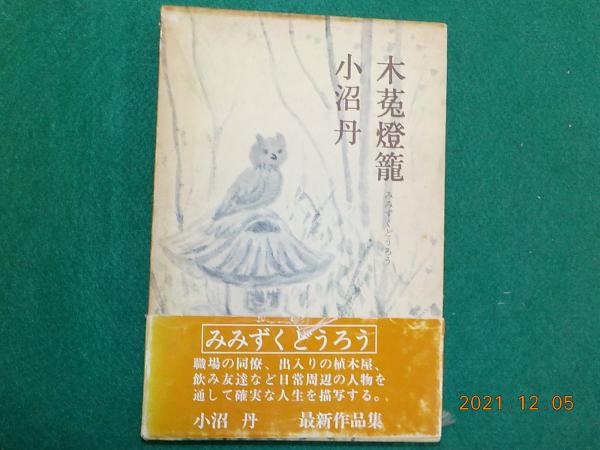 木菟燈籠
みみずくどうろう
小沼丹
みみずくどうろう
職場の同僚、出入りの植木屋、
飲み友達など日常周辺の人物を
通して確実な人生を描写する。
小沼 丹 最新作品集
2021 12 05